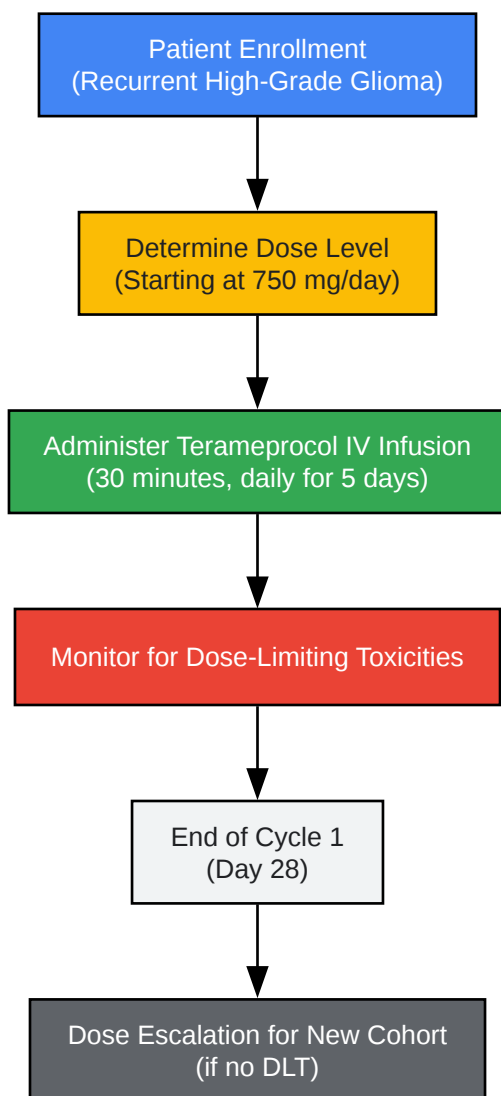 Patient Enrollment
(Recurrent High-Grade Glioma)
Determine Dose Level
(Starting at 750 mg/day)
Administer Terameprocol IV Infusion
(30 minutes, daily for 5 days)
Monitor for Dose-Limiting Toxicities
End of Cycle 1
(Day 28)
Dose Escalation for New Cohort
(if no DLT)